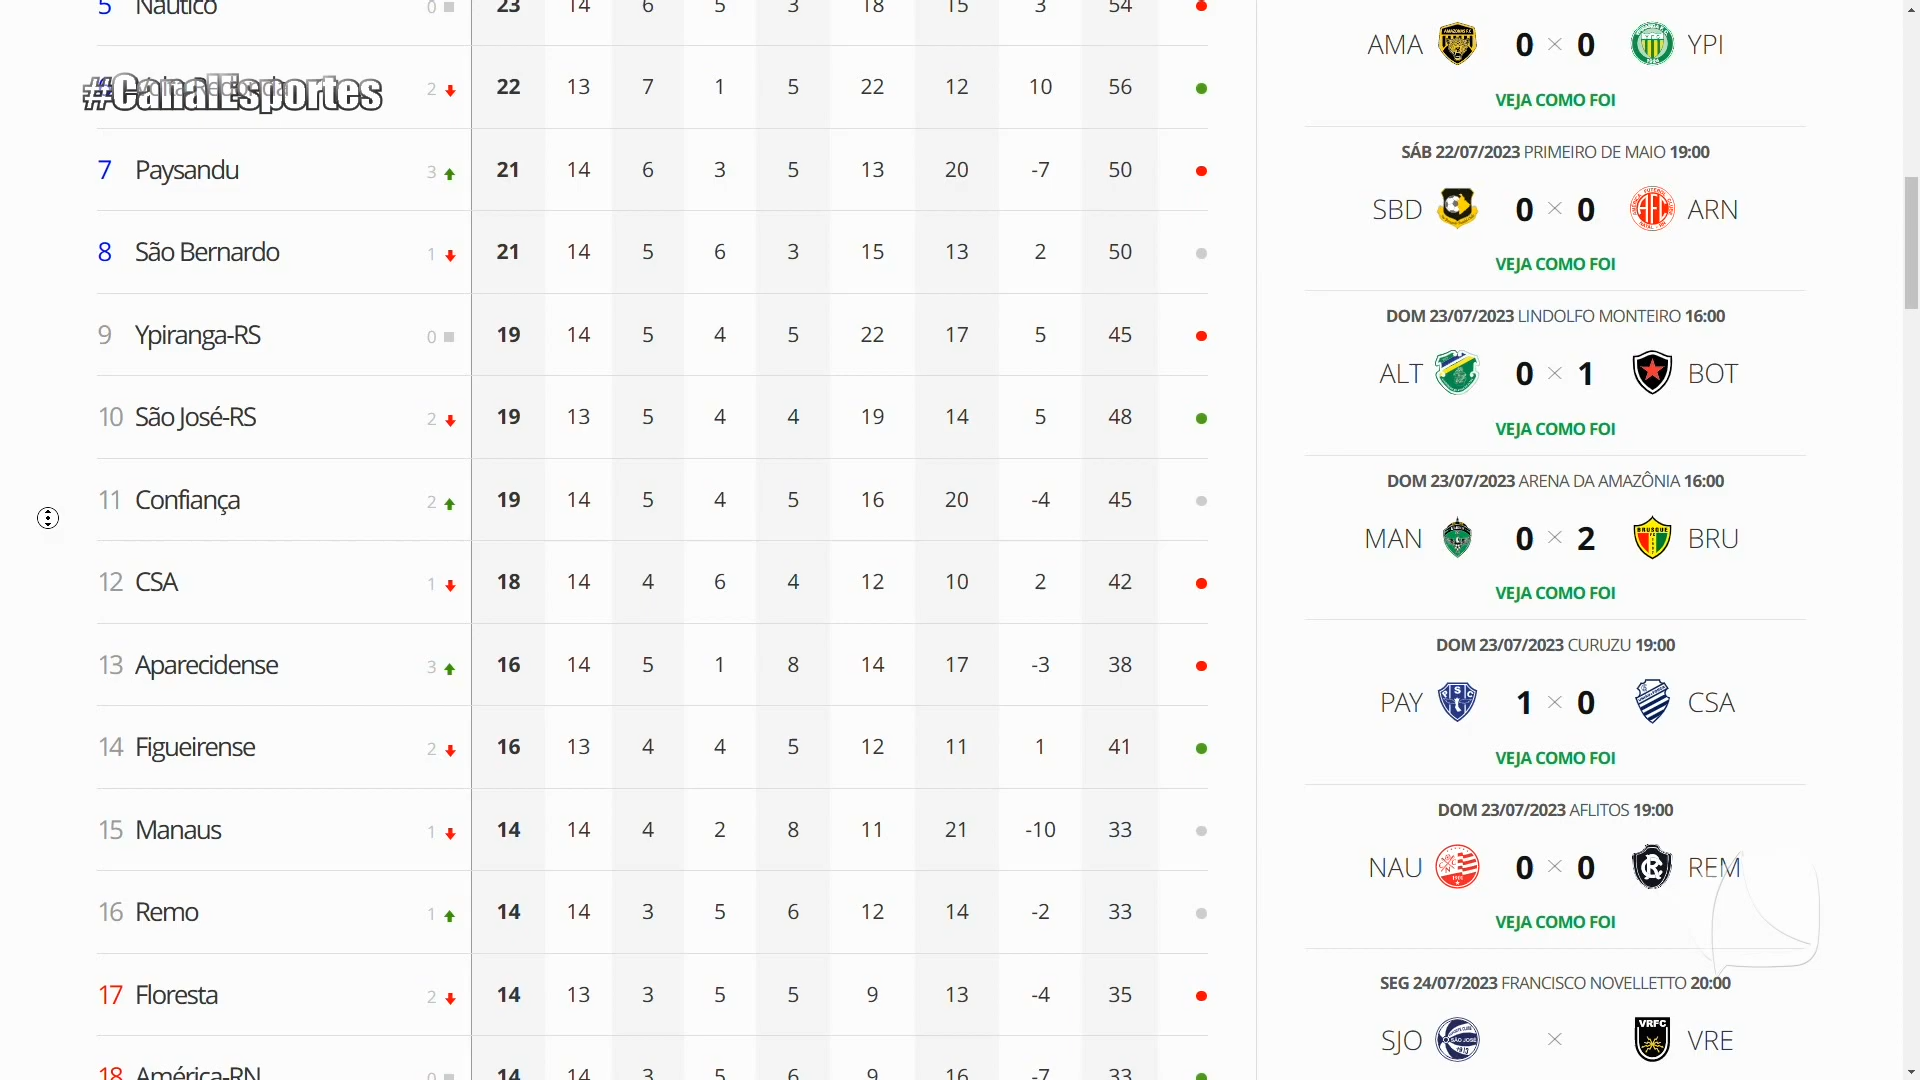 5 Náutico 0 23 14 6 5 3 18 15 3 54
#CanalEsportes
6 Volta Redonda 2 22 13 7 1 5 22 12 10 56
7 Paysandu 3 21 14 6 3 5 13 20 -7 50
8 São Bernardo 1 21 14 5 6 3 15 13 2 50
9 Ypiranga-RS 0 19 14 5 4 5 22 17 5 45
10 São José-RS 2 19 13 5 4 4 19 14 5 48
11 Confiança 2 19 14 5 4 5 16 20 -4 45
12 CSA 1 18 14 4 6 4 12 10 2 42
13 Aparecidense 3 16 14 5 1 8 14 17 -3 38
14 Figueirense 2 16 13 4 4 5 12 11 1 41
15 Manaus 1 14 14 4 2 8 11 21 -10 33
16 Remo 1 14 14 3 5 6 12 14 -2 33
17 Floresta 2 14 13 3 5 5 9 13 -4 35
18 América-RN 0 14 14 3 5 6 9 16 -7 33
AMA 0 × 0 YPI
VEJA COMO FOI
SÁB 22/07/2023 PRIMEIRO DE MAIO 19:00
SBD 0 × 0 ARN
VEJA COMO FOI
DOM 23/07/2023 LINDOLFO MONTEIRO 16:00
ALT 0 × 1 BOT
VEJA COMO FOI
DOM 23/07/2023 ARENA DA AMAZÔNIA 16:00
MAN 0 × 2 BRU
VEJA COMO FOI
DOM 23/07/2023 CURUZU 19:00
PAY 1 × 0 CSA
VEJA COMO FOI
DOM 23/07/2023 AFLITOS 19:00
NAU 0 × 0 REM
VEJA COMO FOI
SEG 24/07/2023 FRANCISCO NOVELLETTO 20:00
SJO × VRFC VRE